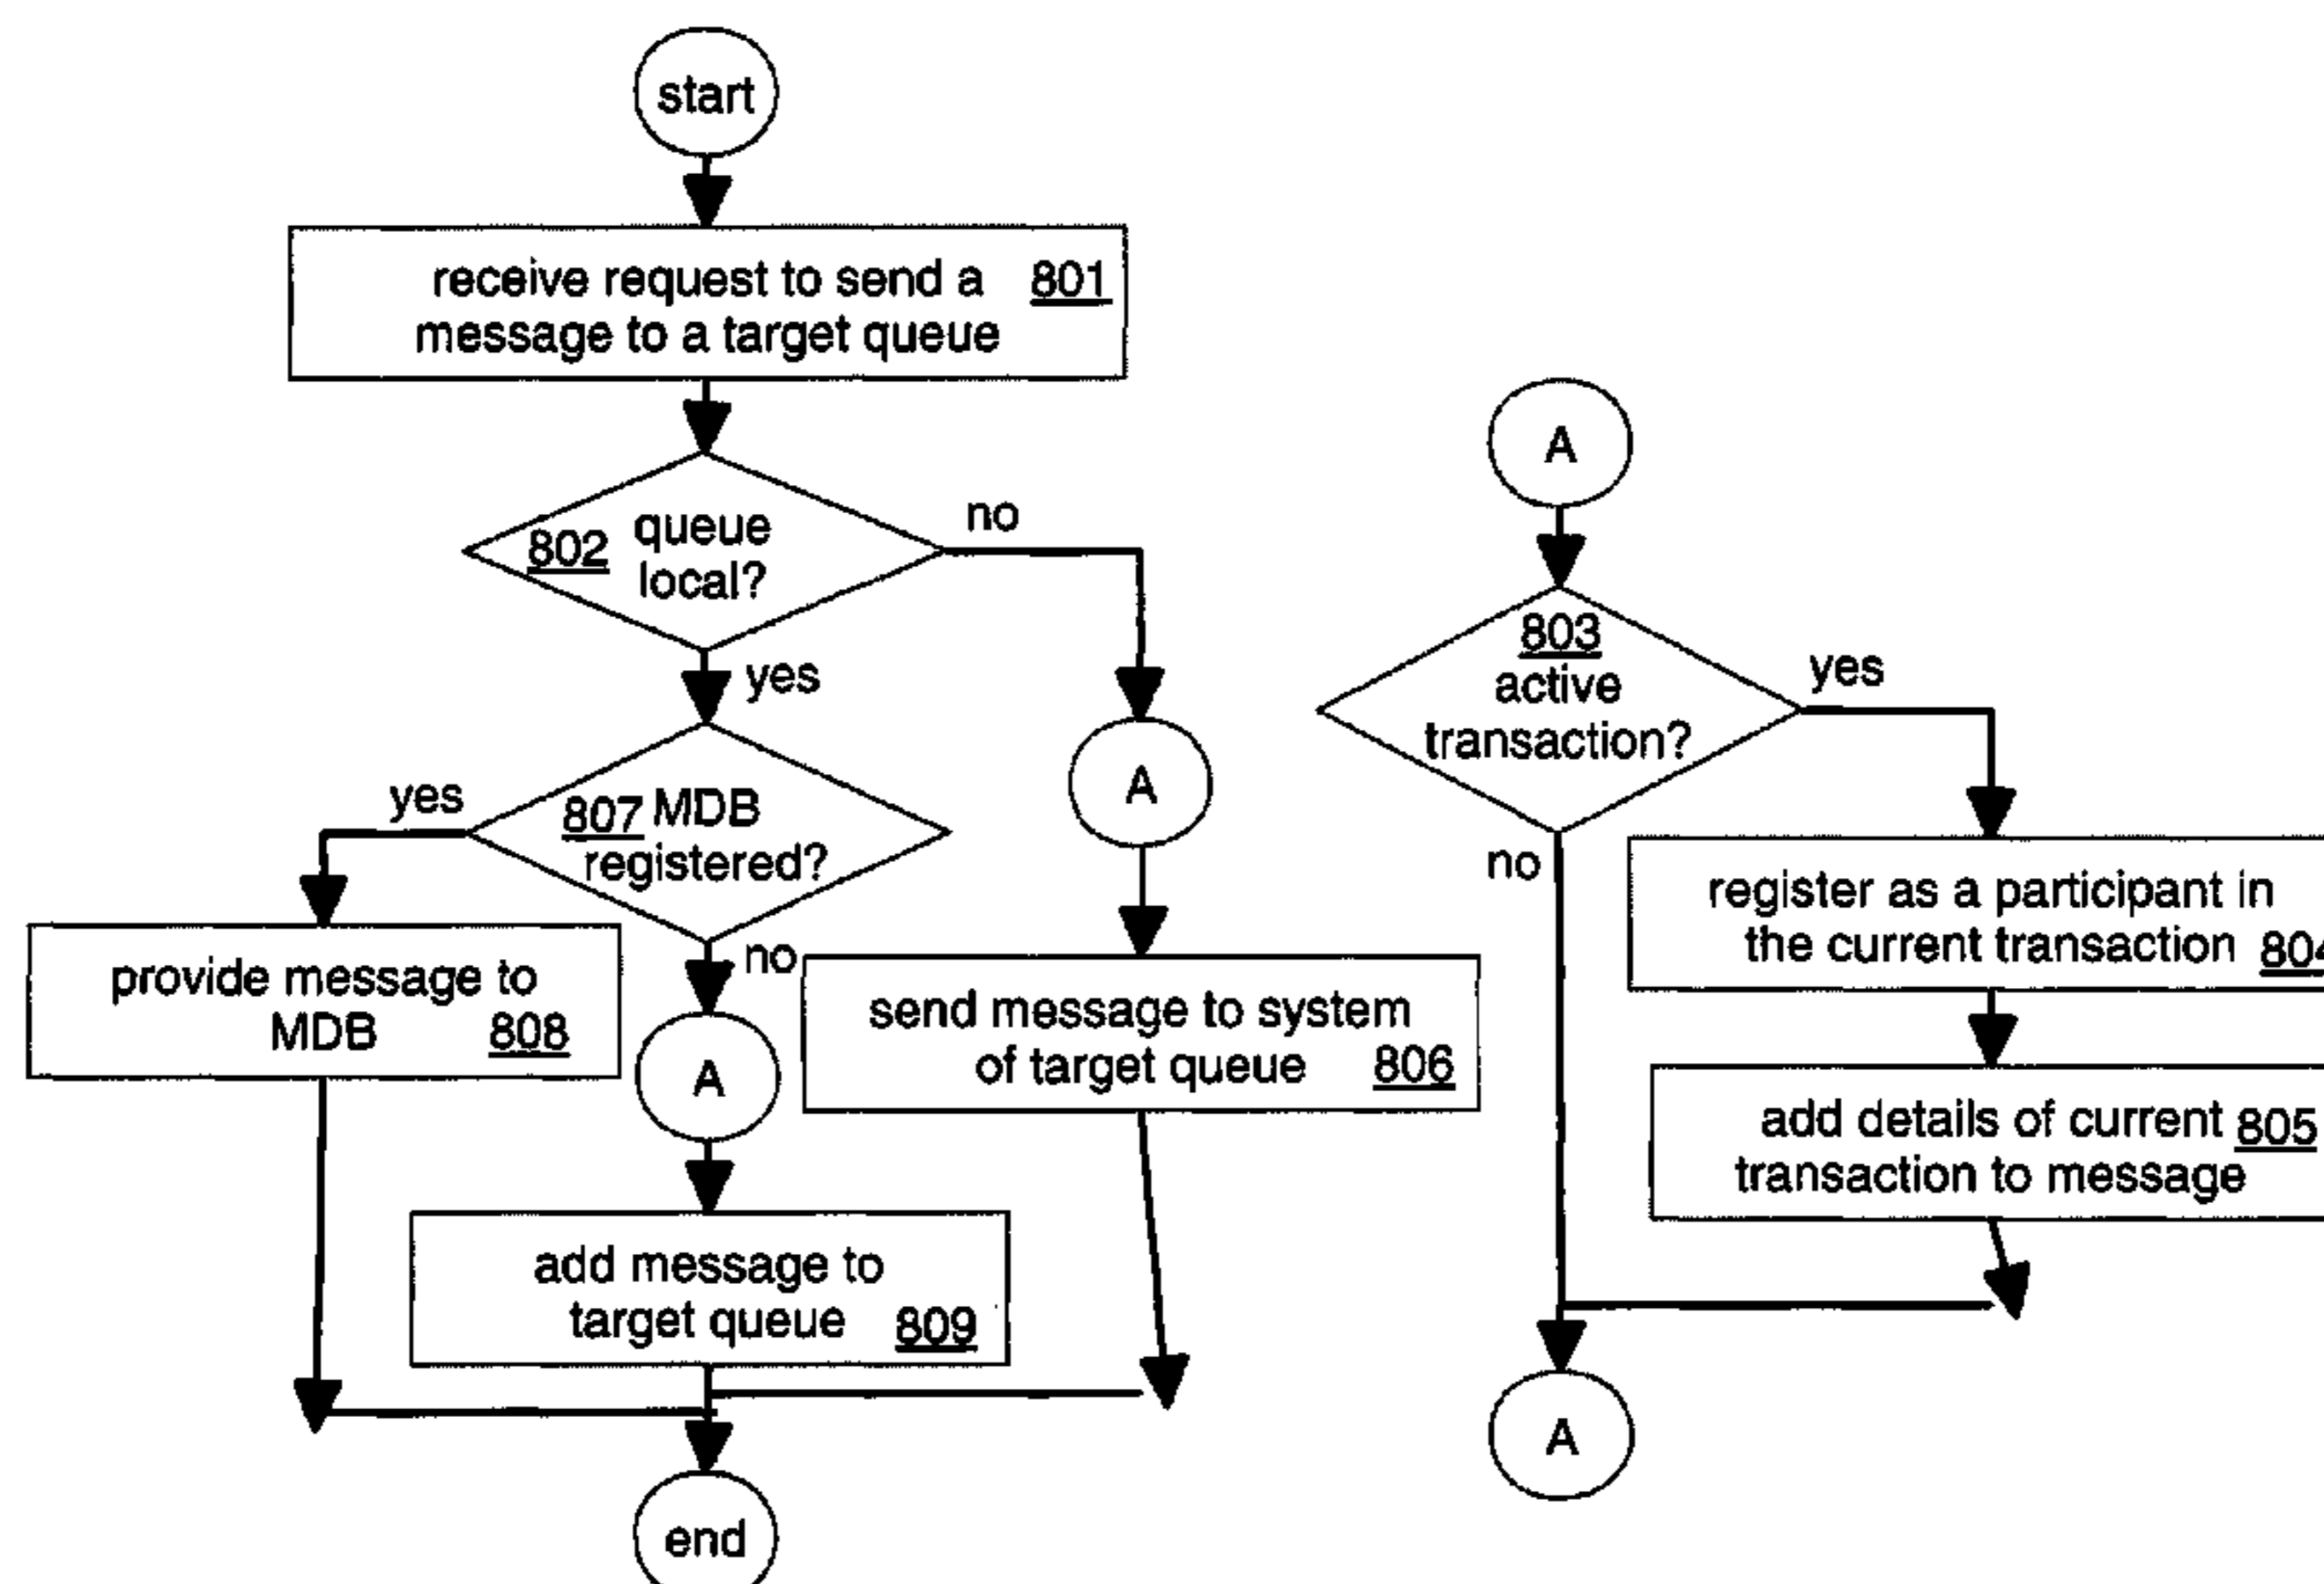 start
receive request to send a 801
message to a target queue
802 queue
local?
no
yes
807 MDB
registered?
yes
no
A
provide message to
MDB 808
A
send message to system
of target queue 806
add message to
target queue 809
end
A
803
active
transaction?
yes
no
register as a participant in
the current transaction 804
add details of current 805
transaction to message
A